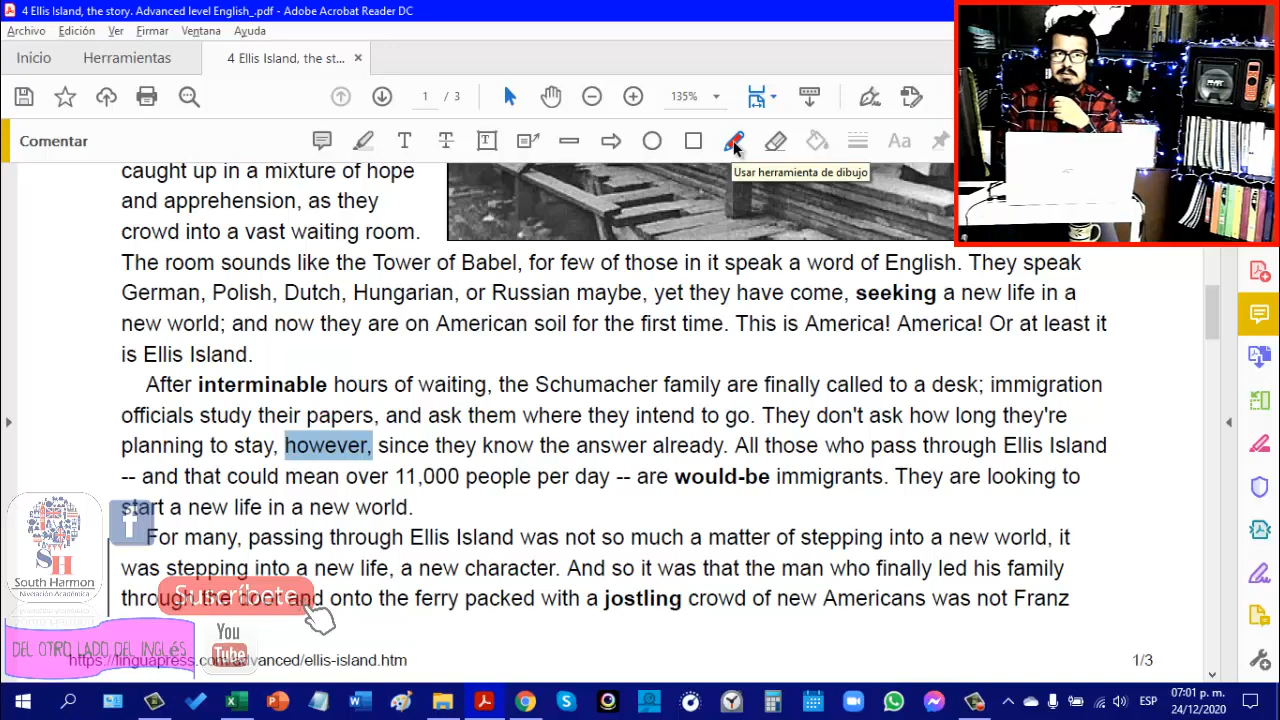 4 Ellis Island, the story. Advanced level English_.pdf - Adobe Acrobat Reader DC
Archivo Edición Ver Firmar Ventana Ayuda
Inicio Herramientas 4 Ellis Island, the st... ×
1 / 3 135%
Comentar
Usar herramienta de dibujo
caught up in a mixture of hope
and apprehension, as they
crowd into a vast waiting room.
The room sounds like the Tower of Babel, for few of those in it speak a word of English. They speak
German, Polish, Dutch, Hungarian, or Russian maybe, yet they have come, seeking a new life in a
new world; and now they are on American soil for the first time. This is America! America! Or at least it
is Ellis Island.
After interminable hours of waiting, the Schumacher family are finally called to a desk; immigration
officials study their papers, and ask them where they intend to go. They don't ask how long they're
planning to stay, however, since they know the answer already. All those who pass through Ellis Island
-- and that could mean over 11,000 people per day -- are would-be immigrants. They are looking to
start a new life in a new world.
For many, passing through Ellis Island was not so much a matter of stepping into a new world, it
was stepping into a new life, a new character. And so it was that the man who finally led his family
through the door and onto the ferry packed with a jostling crowd of new Americans was not Franz
https://linguapress.com/advanced/ellis-island.htm 1/3
SH
South Harmon
Nivelación Académica
Suscríbete
DEL OTRO LADO DEL INGLÉS
You
Tube
ESP
07:01 p. m.
24/12/2020